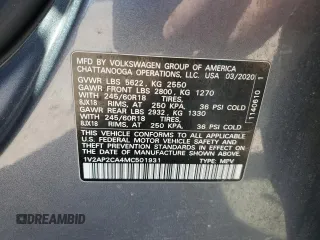 MFD. BY VOLKSWAGEN GROUP OF AMERICA
CHATTANOOGA OPERATIONS, LLC. USA 03/2020
GVWR LBS 5622 , KG 2550
GAWR FRONT LBS 2800 , KG 1270
WITH 245/60R18 TIRES,
8JX18 RIMS, AT 250 KPA, 36 PSI COLD
GAWR REAR LBS 2932 , KG 1330
WITH 245/60R18 TIRES,
8JX18 RIMS, AT 250 KPA, 36 PSI COLD
THIS VEHICLE CONFORMS TO ALL APPLICABLE
U.S. FEDERAL MOTOR VEHICLE SAFETY AND
THEFT PREVENTION STANDARDS IN EFFECT
ON THE DATE OF MANUFACTURE SHOWN ABOVE.
1V2AP2CA4MC501931 TYPE: MPV
1140610 1
DREAMBID